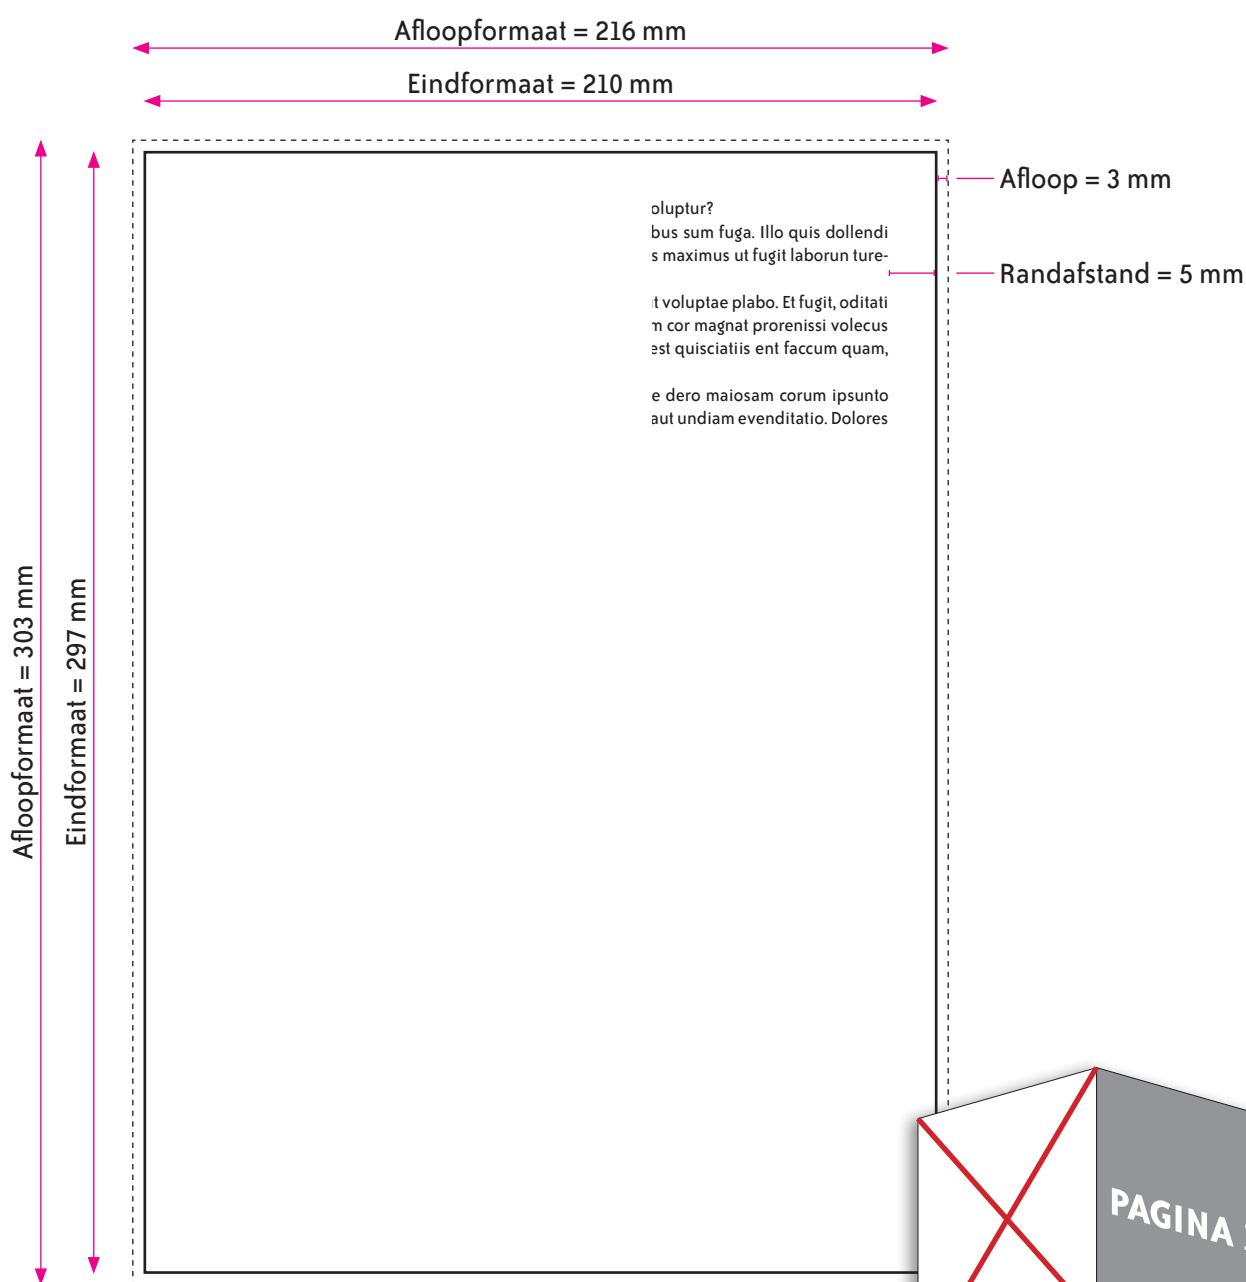 Afloopformaat = 216 mm
Eindformaat = 210 mm
Afloop = 3 mm
oluptur?
bus sum fuga. Illo quis dollendi
s maximus ut fugit laborun ture-
Randafstand = 5 mm
t voluptae plabo. Et fugit, oditati
m cor magnat prorenissi volecus
est quisciatiis ent faccum quam,
e dero maiosam corum ipsunto
aut undiam evenditatio. Dolores
Afloopformaat = 303 mm
Eindformaat = 297 mm
PAGINA